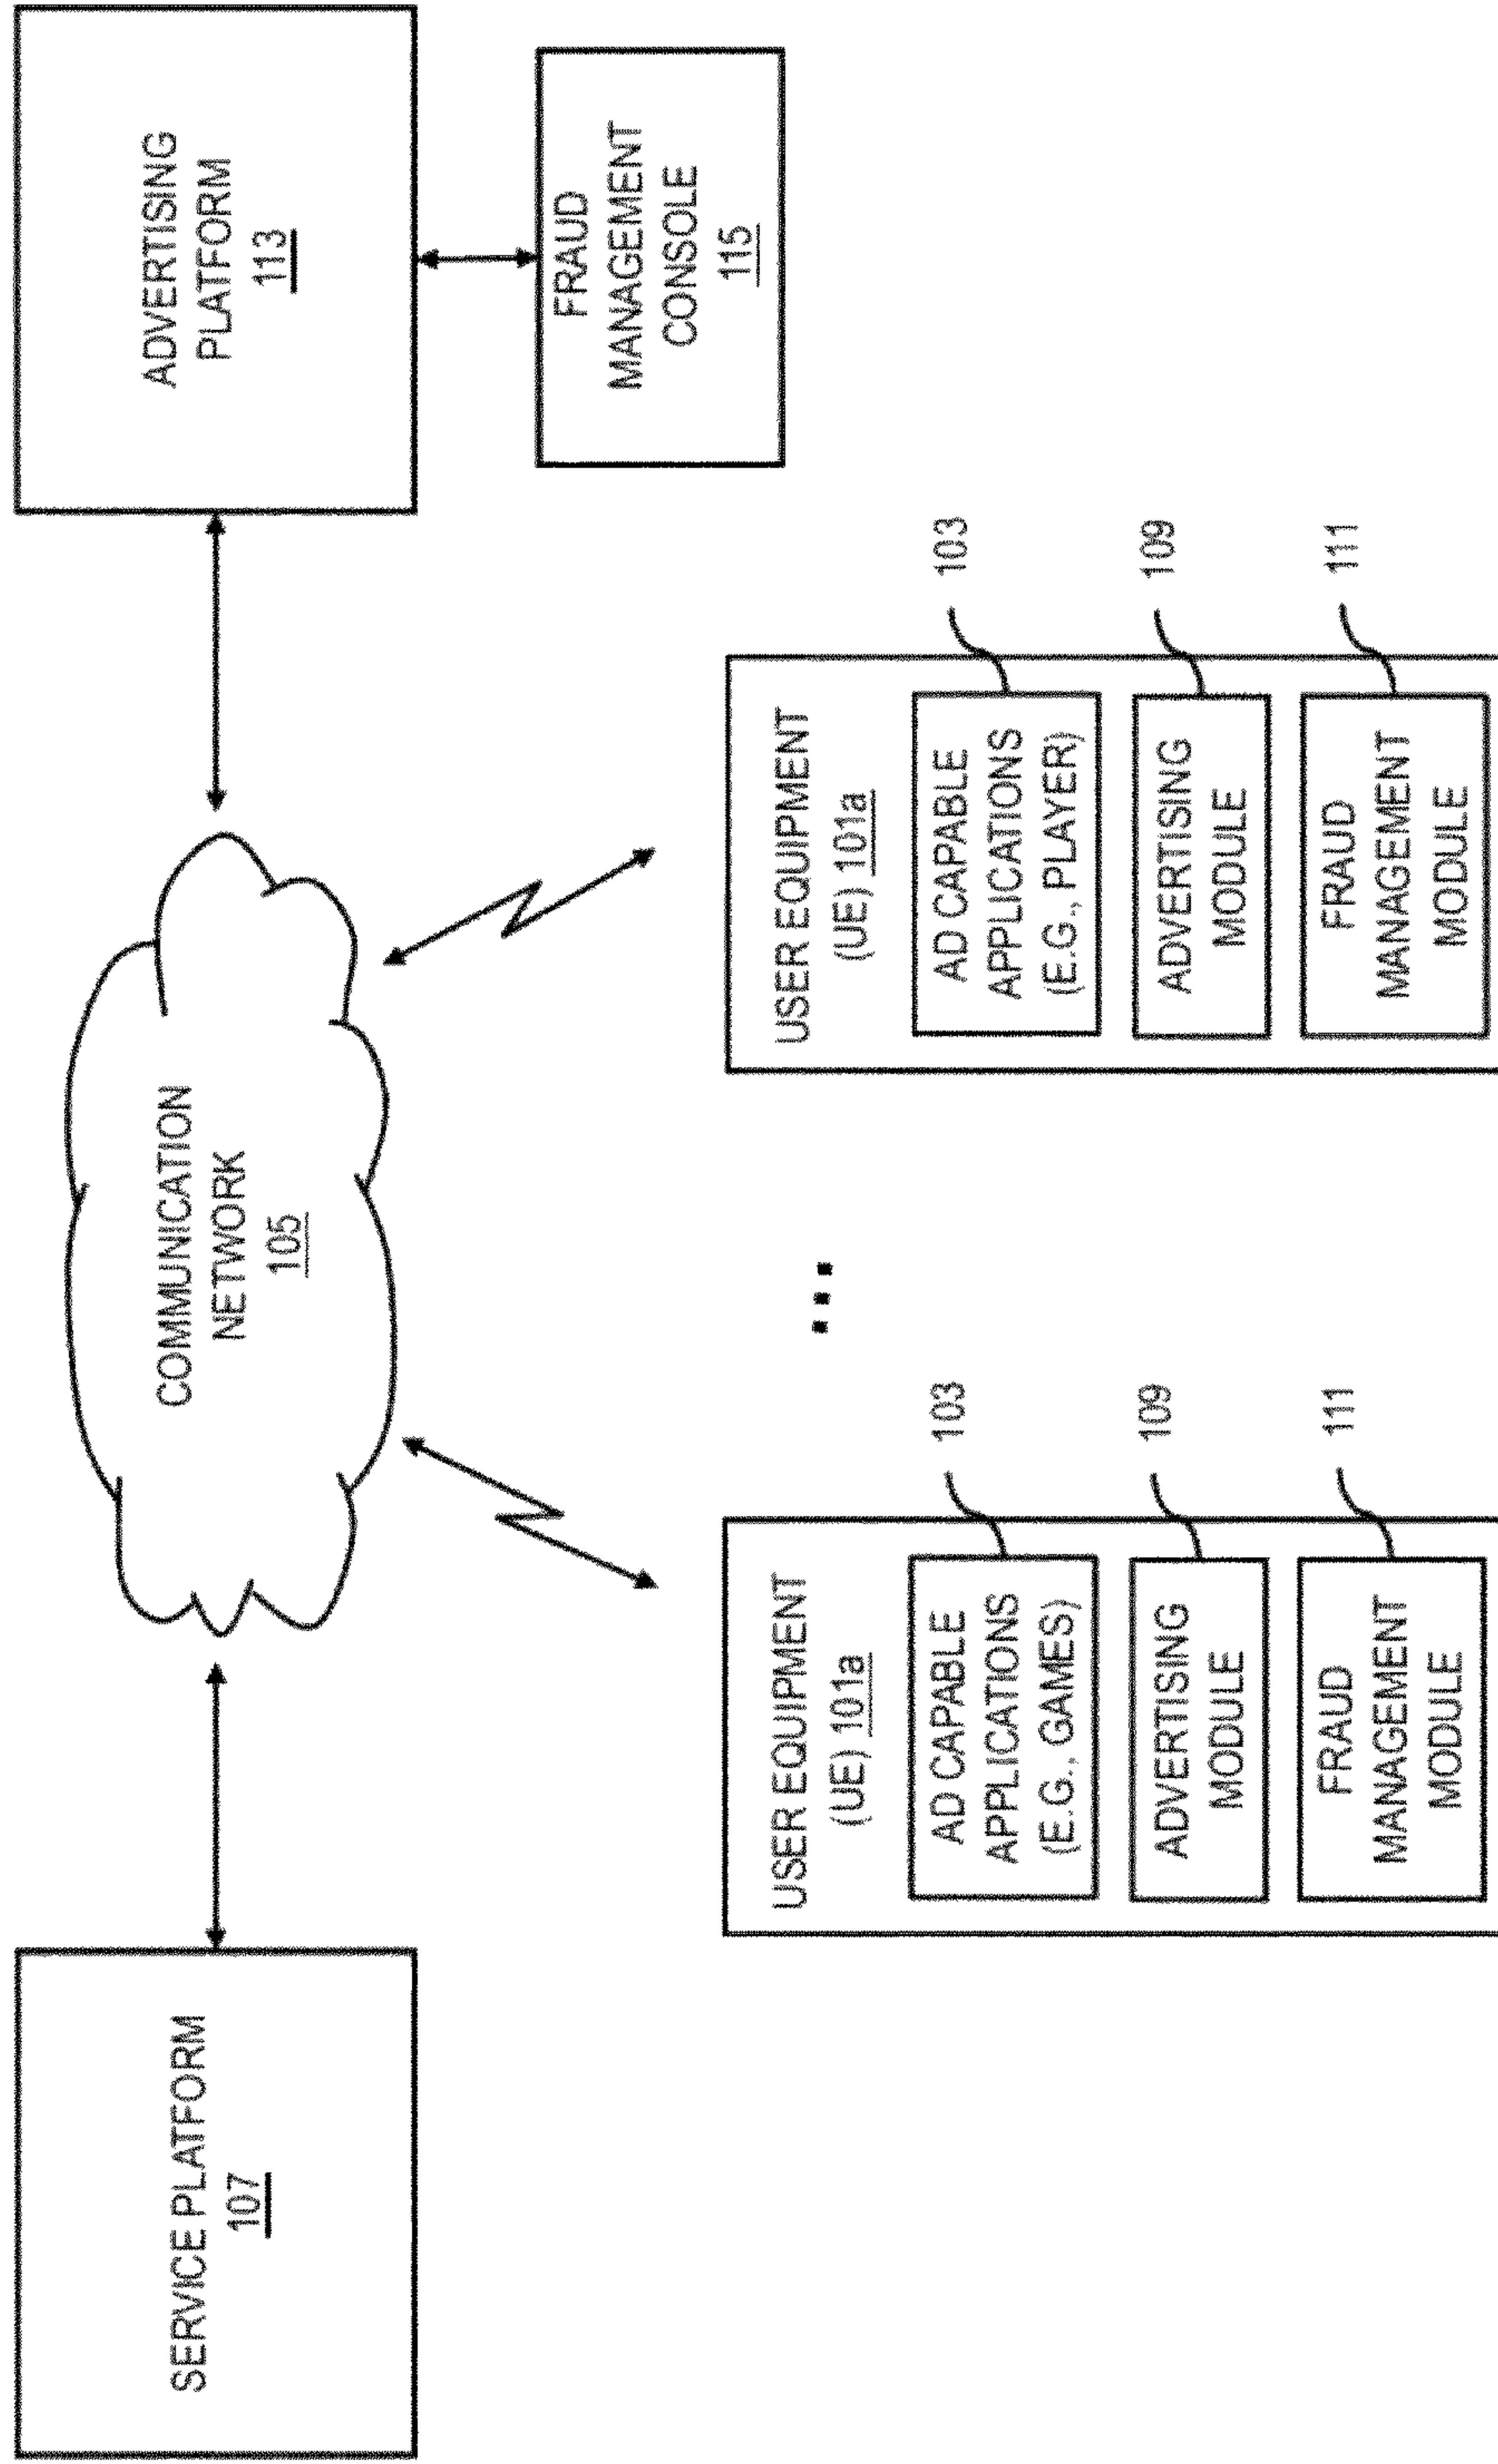 SERVICE PLATFORM
107
COMMUNICATION
NETWORK
105
ADVERTISING
PLATFORM
113
FRAUD
MANAGEMENT
CONSOLE
115
USER EQUIPMENT
(UE) 101a
AD CAPABLE
APPLICATIONS
(E.G., GAMES)
103
ADVERTISING
MODULE
109
FRAUD
MANAGEMENT
MODULE
111
USER EQUIPMENT
(UE) 101a
AD CAPABLE
APPLICATIONS
(E.G., PLAYER)
103
ADVERTISING
MODULE
109
FRAUD
MANAGEMENT
MODULE
111